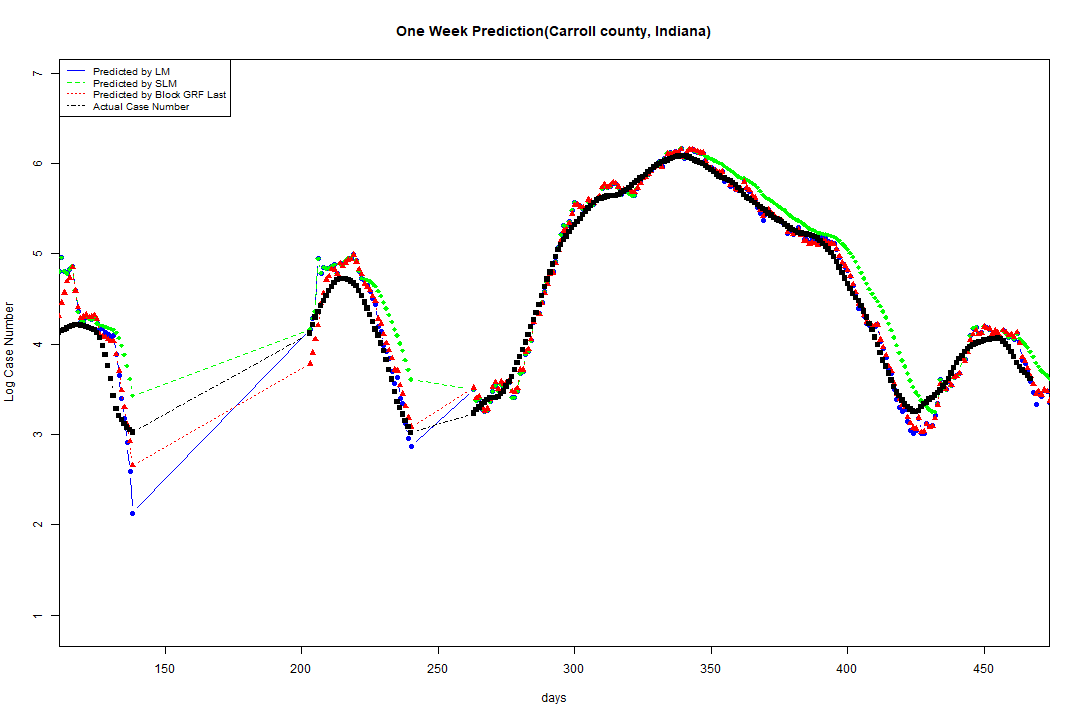 One Week Prediction(Carroll county, Indiana)
Predicted by LM
Predicted by SLM
Predicted by Block GRF Last
Actual Case Number
Log Case Number
7
6
5
4
3
2
1
150 200 250 300 350 400 450
days